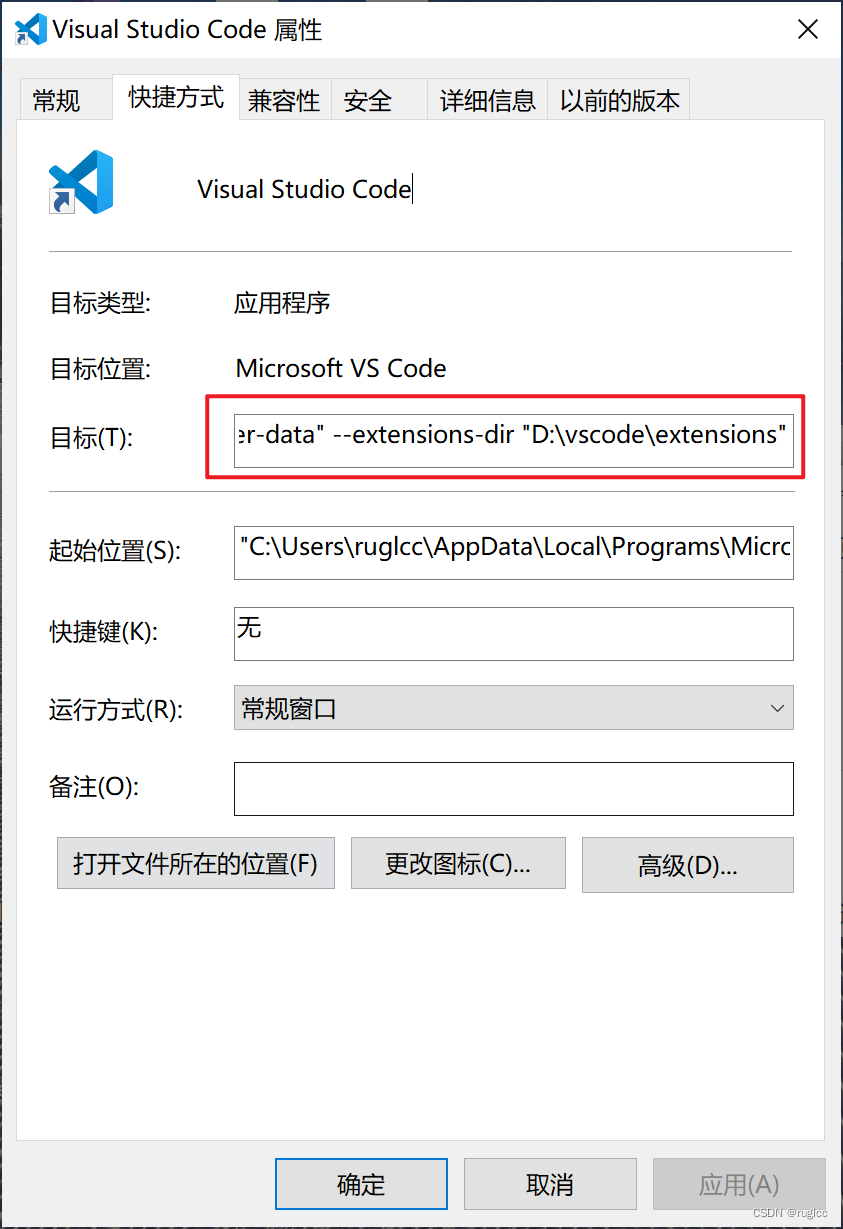 Visual Studio Code 属性
常规 快捷方式 兼容性 安全 详细信息 以前的版本
Visual Studio Code
目标类型: 应用程序
目标位置: Microsoft VS Code
目标(T): er-data" --extensions-dir "D:\vscode\extensions"
起始位置(S): "C:\Users\ruglcc\AppData\Local\Programs\Micro
快捷键(K): 无
运行方式(R): 常规窗口
备注(O):
打开文件所在的位置(F) 更改图标(C)... 高级(D)...
确定 取消 应用(A)
CSDN @ruglcc